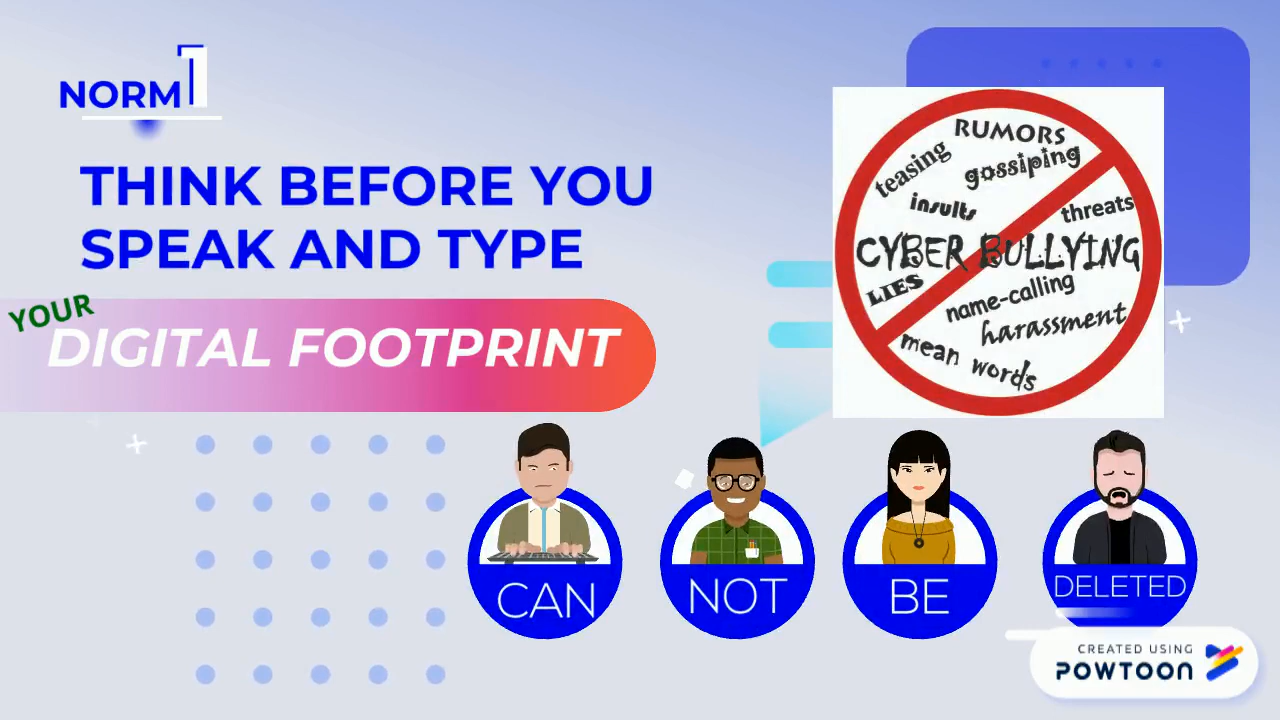 NORM 1
THINK BEFORE YOU
SPEAK AND TYPE
YOUR
DIGITAL FOOTPRINT
RUMORS
teasing
gossiping
insults
threats
CYBER BULLYING
LIES
name-calling
harassment
mean words
CAN
NOT
BE
DELETED
CREATED USING
POWTOON